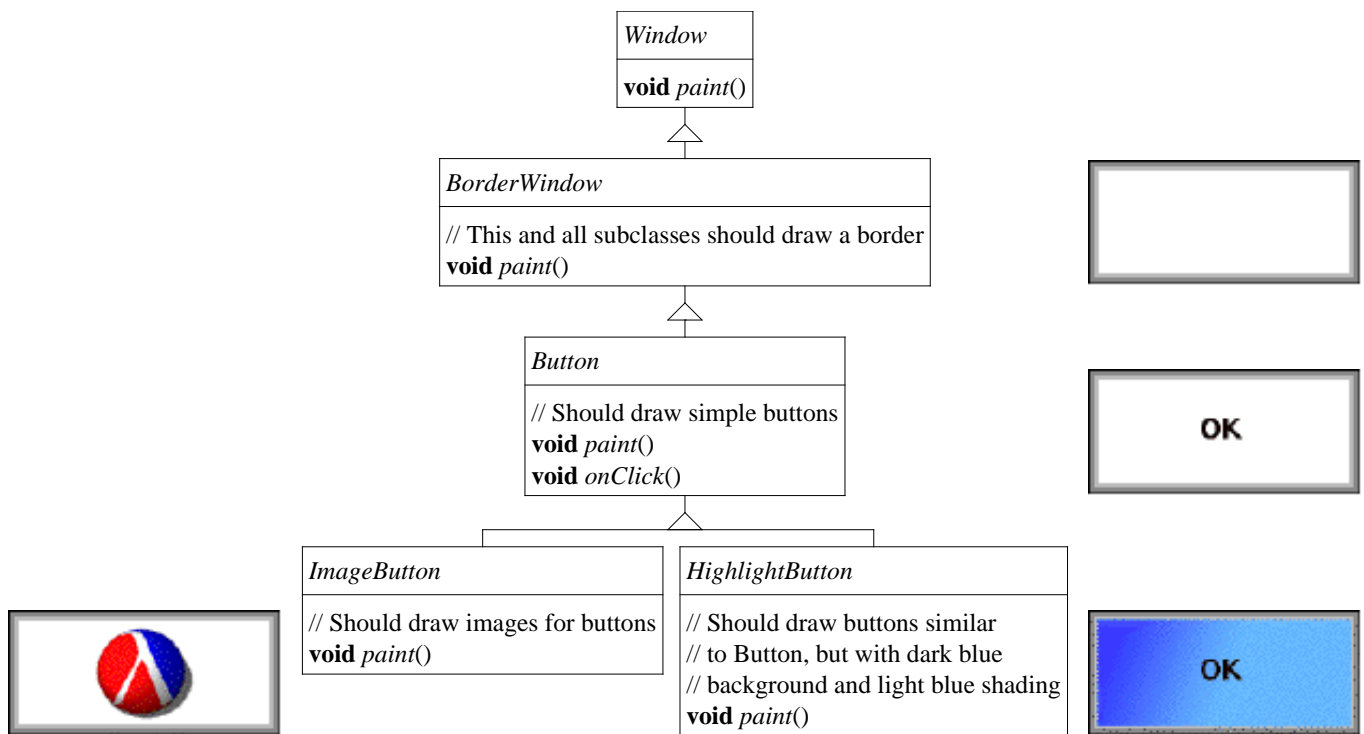 Window
void paint()
BorderWindow
// This and all subclasses should draw a border
void paint()
Button
// Should draw simple buttons
void paint()
void onClick()
OK
ImageButton
// Should draw images for buttons
void paint()
HighlightButton
// Should draw buttons similar
// to Button, but with dark blue
// background and light blue shading
void paint()
OK